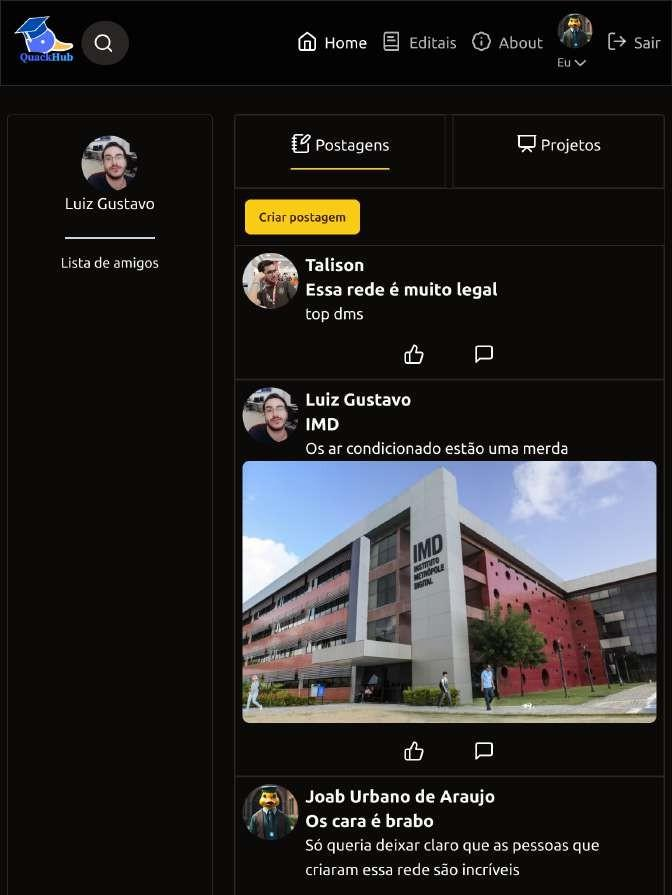 QuackHub
Home
Editais
About
Eu
Sair
Luiz Gustavo
Lista de amigos
Postagens
Projetos
Criar postagem
Talison
Essa rede é muito legal
top dms
Luiz Gustavo
IMD
Os ar condicionado estão uma merda
IMD
INSTITUTO
METRÓPOLE
DIGITAL
Joab Urbano de Araujo
Os cara é brabo
Só queria deixar claro que as pessoas que
criaram essa rede são incríveis